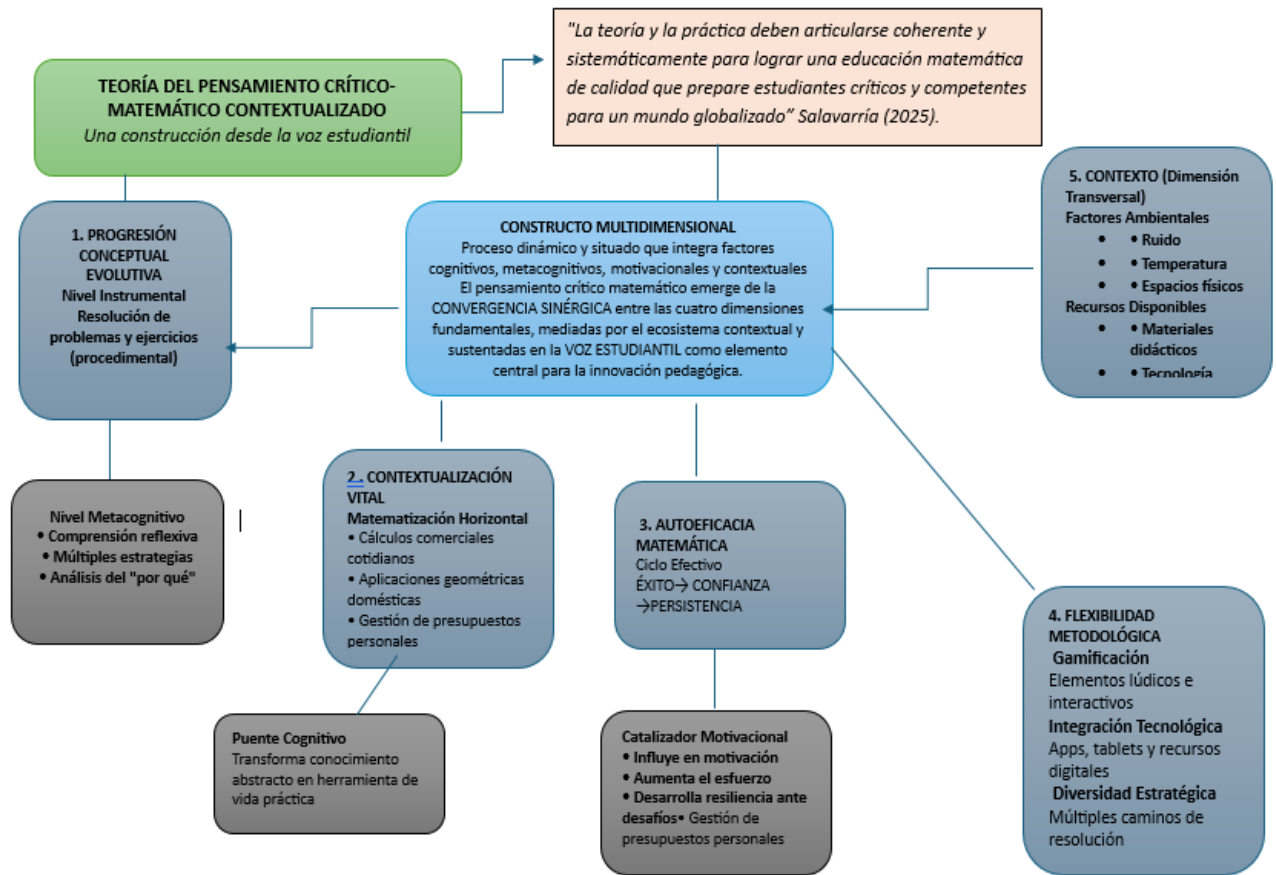 TEORÍA DEL PENSAMIENTO CRÍTICO-
MATEMÁTICO CONTEXTUALIZADO
Una construcción desde la voz estudiantil
"La teoría y la práctica deben articularse coherente y
sistemáticamente para lograr una educación matemática
de calidad que prepare estudiantes críticos y competentes
para un mundo globalizado” Salavarría (2025).
1. PROGRESIÓN
CONCEPTUAL
EVOLUTIVA
Nivel Instrumental
Resolución de
problemas y ejercicios
(procedimental)
CONSTRUCTO MULTIDIMENSIONAL
Proceso dinámico y situado que integra factores
cognitivos, metacognitivos, motivacionales y contextuales
El pensamiento crítico matemático emerge de la
CONVERGENCIA SINÉRGICA entre las cuatro dimensiones
fundamentales, mediadas por el ecosistema contextual y
sustentadas en la VOZ ESTUDIANTIL como elemento
central para la innovación pedagógica.
5. CONTEXTO (Dimensión
Transversal)
Factores Ambientales
• • Ruido
• • Temperatura
• • Espacios físicos
Recursos Disponibles
• • Materiales
didácticos
• • Tecnología
Nivel Metacognitivo
• Comprensión reflexiva
• Múltiples estrategias
• Análisis del "por qué"
2 . CONTEXTUALIZACIÓN
VITAL
Matematización Horizontal
• Cálculos comerciales
cotidianos
• Aplicaciones geométricas
domésticas
• Gestión de presupuestos
personales
3. AUTOEFICACIA
MATEMÁTICA
Ciclo Efectivo
ÉXITO→ CONFIANZA
→PERSISTENCIA
4. FLEXIBILIDAD
METODOLÓGICA
Gamificación
Elementos lúdicos e
interactivos
Integración Tecnológica
Apps, tablets y recursos
digitales
Diversidad Estratégica
Múltiples caminos de
resolución
Puente Cognitivo
Transforma conocimiento
abstracto en herramienta de
vida práctica
Catalizador Motivacional
• Influye en motivación
• Aumenta el esfuerzo
• Desarrolla resiliencia ante
desafíos• Gestión de
presupuestos personales